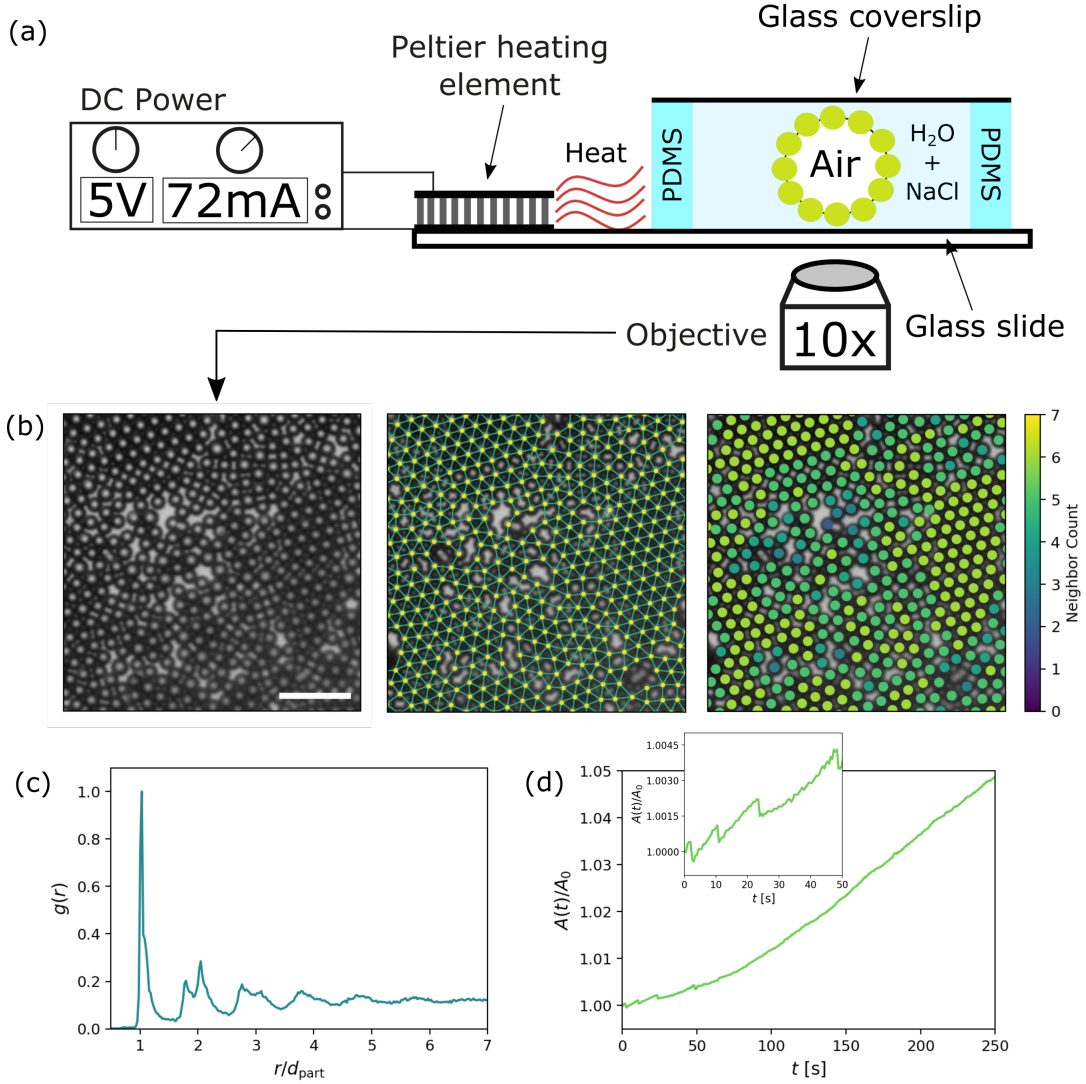 (a)
Glass coverslip
Peltier heating
element
DC Power
5V
72mA
Heat
PDMS
Air
H₂O
+
NaCl
PDMS
Objective
10x
Glass slide
(b)
7
6
5
4
3
2
1
0
Neighbor Count
(c)
1.0
0.8
0.6
0.4
0.2
0.0
g(r)
1
2
3
4
5
6
7
r/d_part
(d)
1.05
1.04
1.03
1.02
1.01
1.00
A(t)/A₀
0
50
100
150
200
250
t [s]
1.0045
1.0030
1.0015
1.0000
A(t)/A₀
0
10
20
30
40
50
t [s]